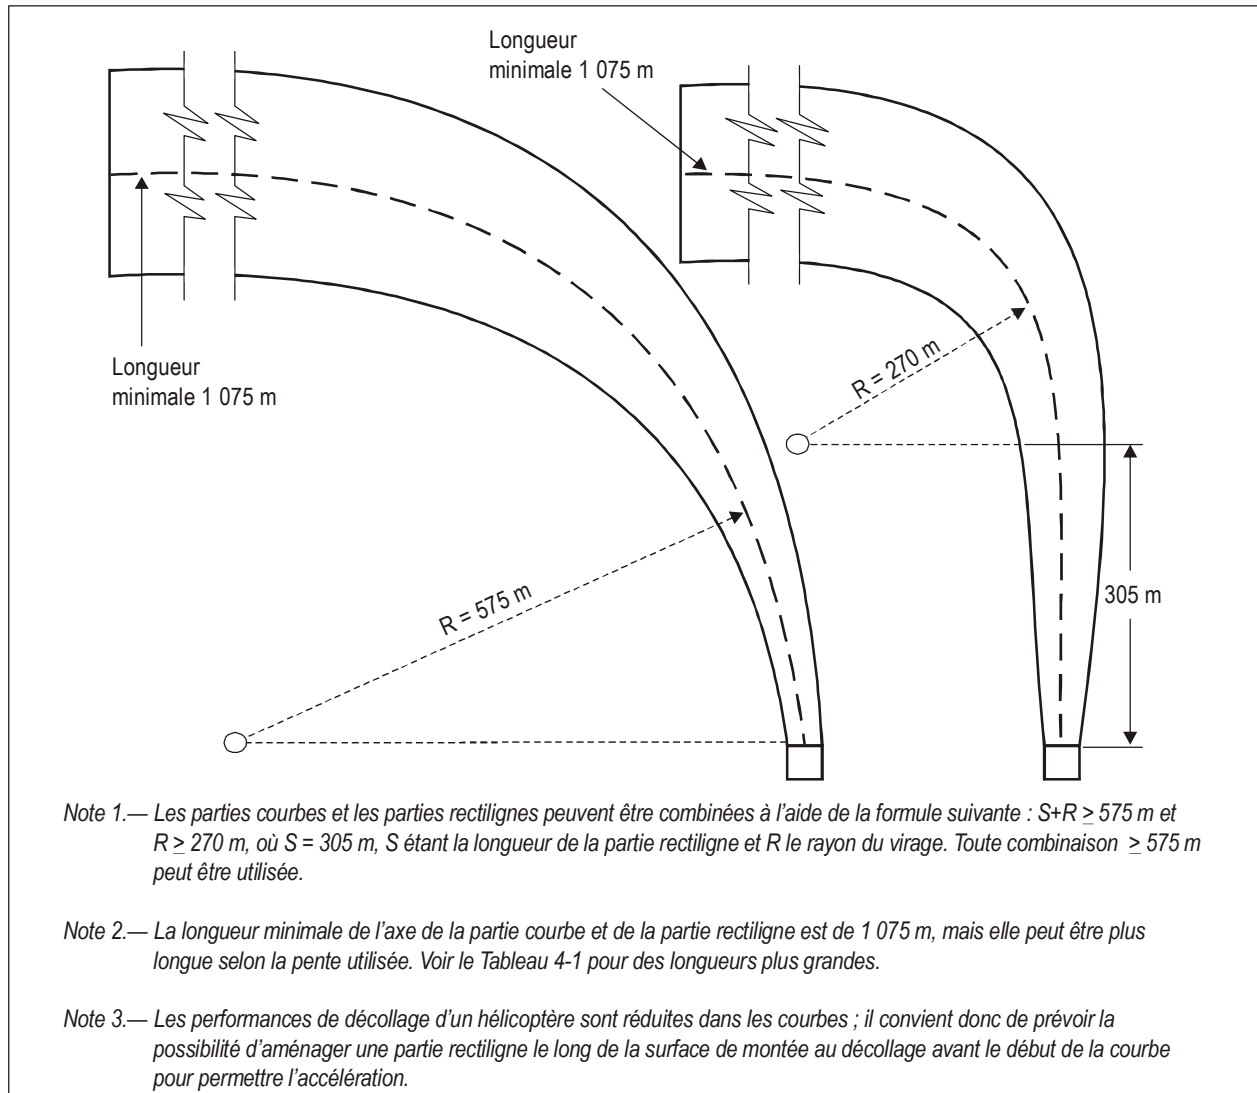 Longueur
minimale 1 075 m
Longueur
minimale 1 075 m
R = 270 m
R = 575 m
305 m
Note 1.— Les parties courbes et les parties rectilignes peuvent être combinées à l’aide de la formule suivante : S+R ≥ 575 m et
R ≥ 270 m, où S = 305 m, S étant la longueur de la partie rectiligne et R le rayon du virage. Toute combinaison ≥ 575 m
peut être utilisée.
Note 2.— La longueur minimale de l’axe de la partie courbe et de la partie rectiligne est de 1 075 m, mais elle peut être plus
longue selon la pente utilisée. Voir le Tableau 4-1 pour des longueurs plus grandes.
Note 3.— Les performances de décollage d’un hélicoptère sont réduites dans les courbes ; il convient donc de prévoir la
possibilité d’aménager une partie rectiligne le long de la surface de montée au décollage avant le début de la courbe
pour permettre l’accélération.